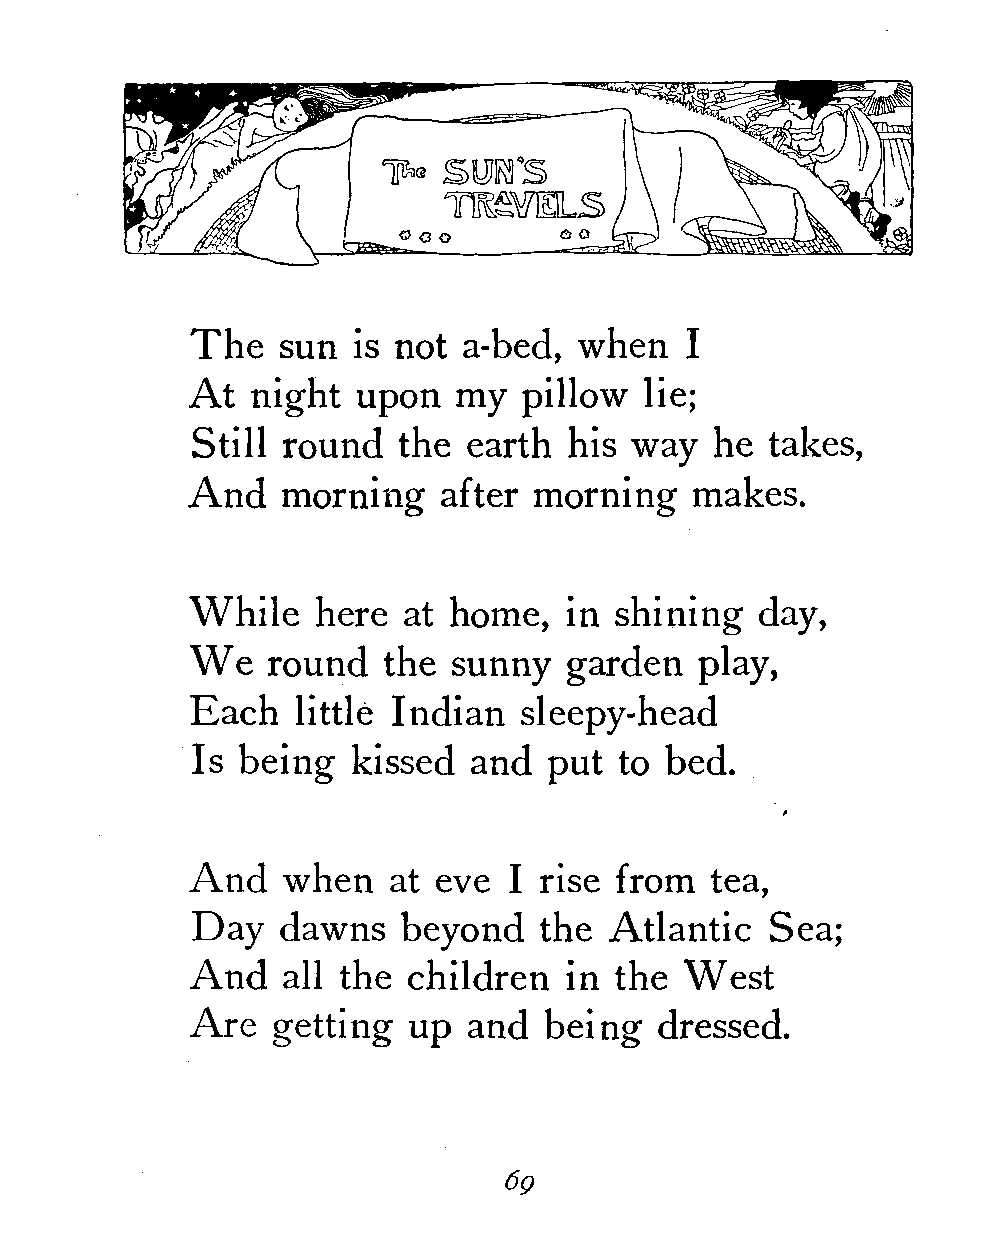 The SUN'S
TRAVELS
The sun is not a-bed, when I
At night upon my pillow lie;
Still round the earth his way he takes,
And morning after morning makes.
While here at home, in shining day,
We round the sunny garden play,
Each little Indian sleepy-head
Is being kissed and put to bed.
And when at eve I rise from tea,
Day dawns beyond the Atlantic Sea;
And all the children in the West
Are getting up and being dressed.
69